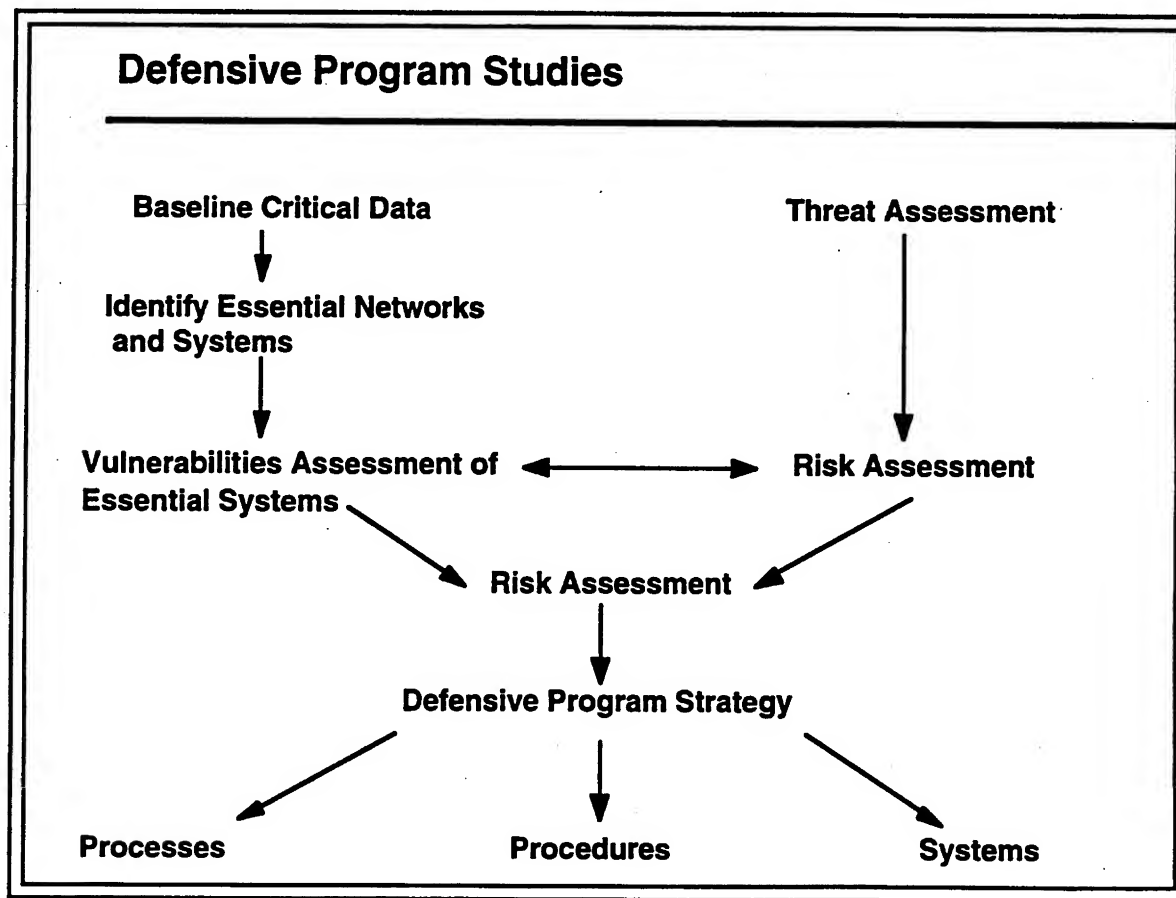 Defensive Program Studies
Baseline Critical Data
Threat Assessment
Identify Essential Networks
and Systems
Vulnerabilities Assessment of
Essential Systems
Risk Assessment
Risk Assessment
Defensive Program Strategy
Processes
Procedures
Systems